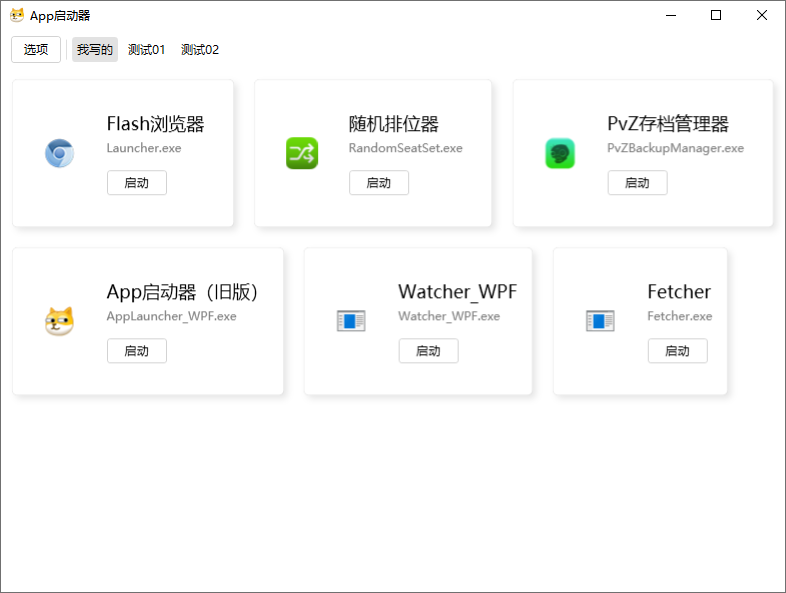 App启动器
选项 我写的 测试01 测试02
Flash浏览器
Launcher.exe
启动
随机排位器
RandomSeatSet.exe
启动
PvZ存档管理器
PvZBackupManager.exe
启动
App启动器（旧版）
AppLauncher_WPF.exe
启动
Watcher_WPF
Watcher_WPF.exe
启动
Fetcher
Fetcher.exe
启动